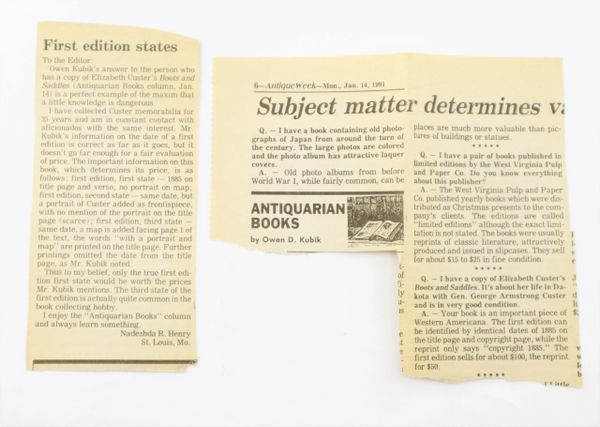 First edition states
To the Editor:
Owen Kubik's answer to the person who
has a copy of Elizabeth Custer's Boots and
Saddles (Antiquarian Books column, Jan.
14) is a perfect example of the maxim that
a little knowledge is dangerous.
I have collected Custer memorabilia for
35 years and am in constant contact with
aficionados with the same interest. Mr.
Kubik's information on the date of a first
edition is correct as far as it goes, but it
doesn't go far enough for a fair evaluation
of price. The important information on this
book, which determines its price, is as
follows: first edition, first state — 1885 on
title page and verso, no portrait on map;
first edition, second state — same date, but
a portrait of Custer added as frontispiece,
with no mention of the portrait on the title
page (scarce); first edition, third state —
same date, a map is added facing page 1 of
the text, the words "with a portrait and
map" are printed on the title page. Further
printings omitted the date from the title
page, as Mr. Kubik noted.
Thus to my belief, only the true first edi-
tion first state would be worth the prices
Mr. Kubik mentions. The third state of the
first edition is actually quite common in the
book collecting hobby.
I enjoy the "Antiquarian Books" column
and always learn something.
Nadezhda R. Henry
St. Louis, Mo.
6—AntiqueWeek—Mon., Jan. 14, 1991
Subject matter determines va
Q. — I have a book containing old photo-
graphs of Japan from around the turn of
the century. The large photos are colored
and the photo album has attractive laquer
covers.
A. — Old photo albums from before
World War I, while fairly common, can be
ANTIQUARIAN
BOOKS
by Owen D. Kubik
places are much more valuable than pic-
tures of buildings or statues.
*****
Q. — I have a pair of books published in
limited editions by the West Virginia Pulp and
Paper Co. Do you know everything
about this publisher?
A. — The West Virginia Pulp and Paper
Co. published yearly books which were dis-
tributed as Christmas presents to the com-
pany's clients. The editions are called
"limited editions" although the exact limi-
tation is not stated. The books were usually
reprints of classic literature, attractively
produced and issued in slipcases. They sell
for about $15 to $25 in fine condition.
*****
Q. — I have a copy of Elizabeth Custer's
Boots and Saddles. It's about her life in Da-
kota with Gen. George Armstrong Custer
and is in very good condition.
A. — Your book is an important piece of
Western Americana. The first edition can
be identified by identical dates of 1885 on
the title page and copyright page, while the
reprint only says "copyright 1885." The
first edition sells for about $100, the reprint
for $50.
*****